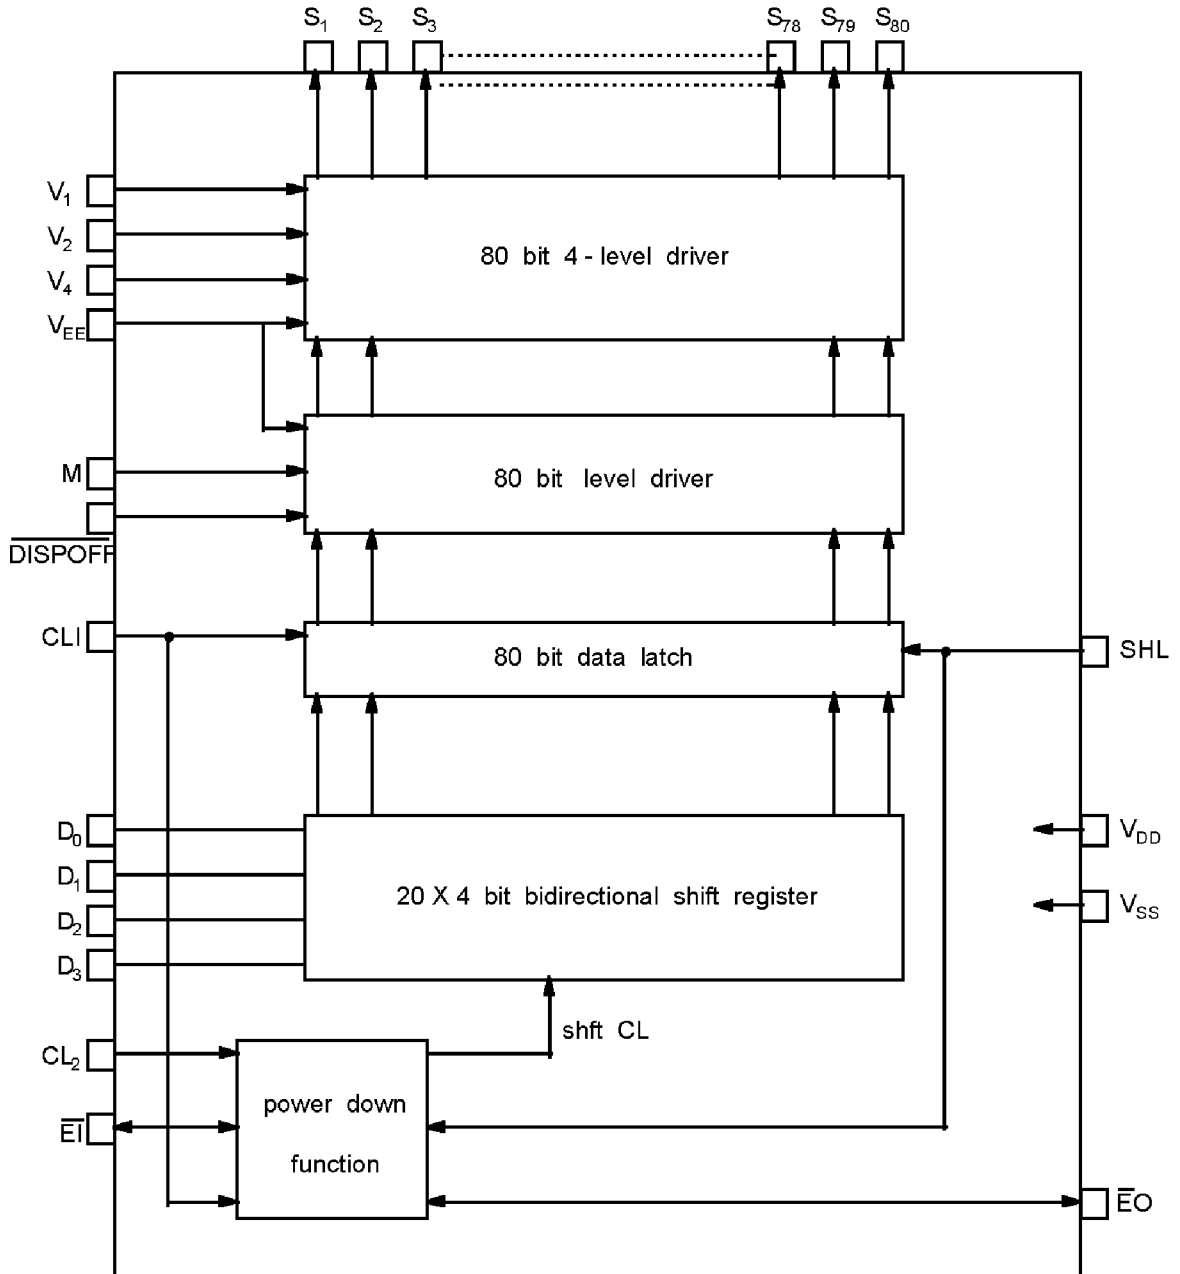 S1 S2 S3 S78 S79 S80
V1
V2
80 bit 4 - level driver
V4
VEE
M
80 bit level driver
DISPOFF
CLI
80 bit data latch
SHL
D0
VDD
D1
20 X 4 bit bidirectional shift register
D2
VSS
D3
shft CL
CL2
power down
function
EI
EO